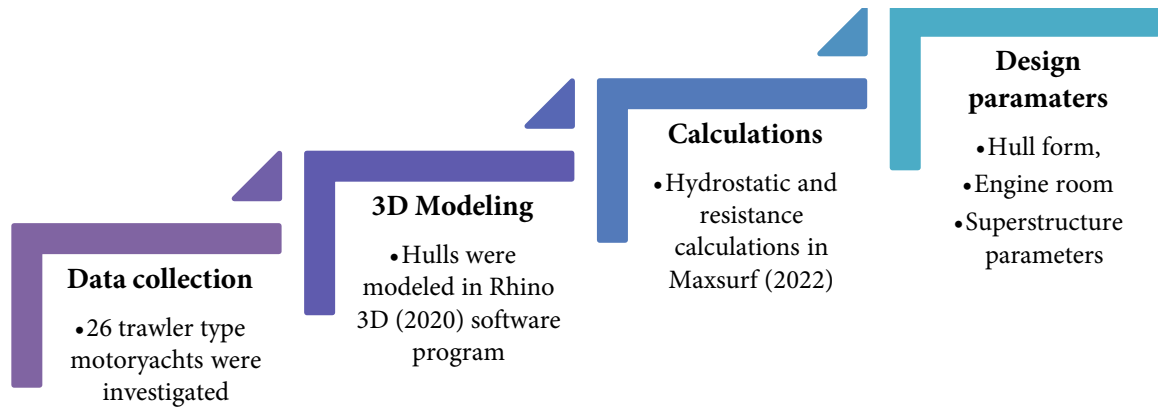 Data collection
•26 trawler type
motoryachts were
investigated
3D Modeling
•Hulls were
modeled in Rhino
3D (2020) software
program
Calculations
•Hydrostatic and
resistance
calculations in
Maxsurf (2022)
Design
paramaters
•Hull form,
•Engine room
•Superstructure
parameters